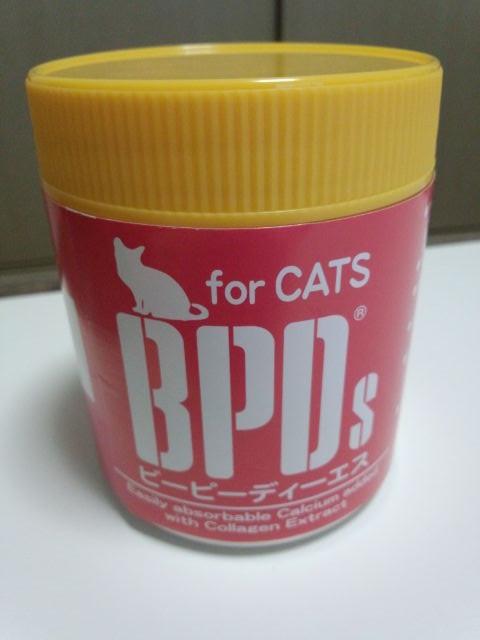 for CATS
BPDs®
ビーピーディーエス
Easily absorbable Calcium added
with Collagen Extract